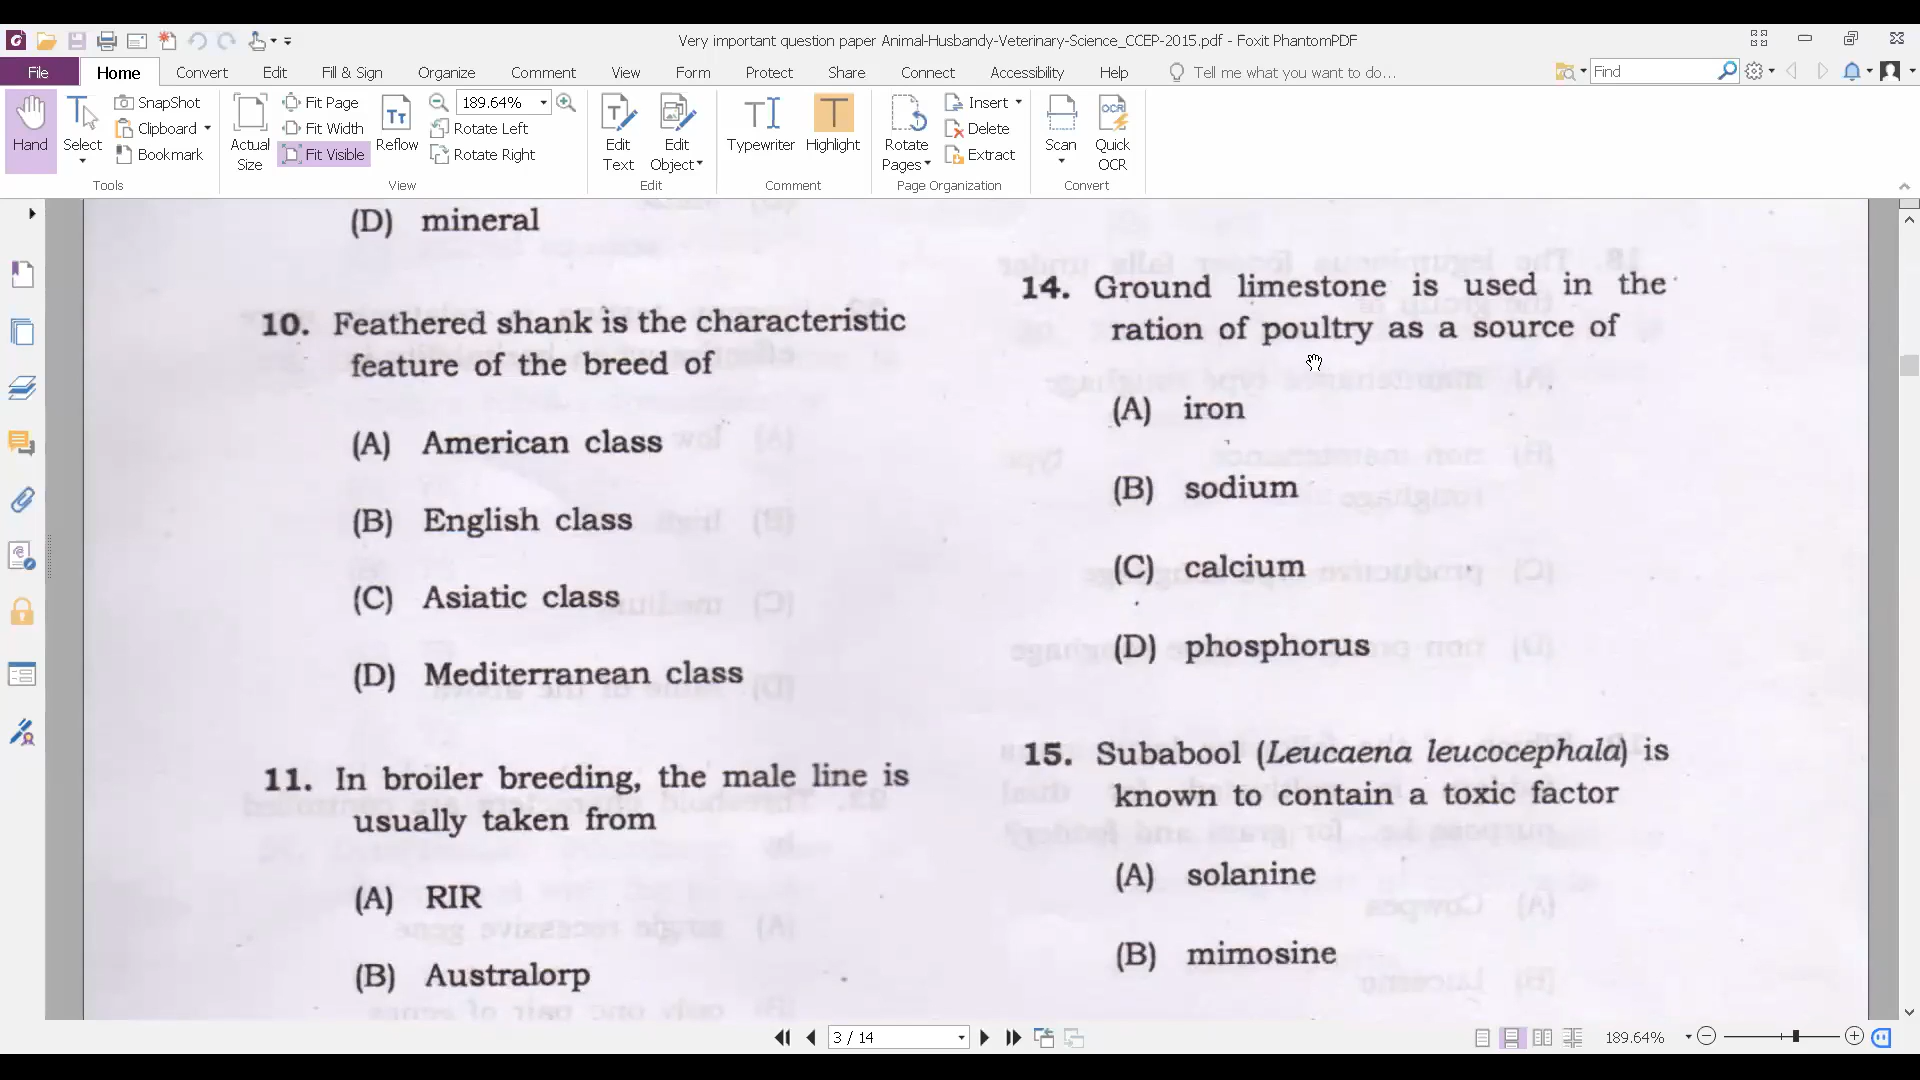 Very important question paper Animal-Husbandy-Veterinary-Science_CCEP-2015.pdf - Foxit PhantomPDF
File Home Convert Edit Fill & Sign Organize Comment View Form Protect Share Connect Accessibility Help Tell me what you want to do... Find
Hand
Select
SnapShot
Clipboard
Bookmark
Tools
Actual Size
Fit Page
Fit Width
Fit Visible
Reflow
189.64%
Rotate Left
Rotate Right
View
Edit Text
Edit Object
Edit
Typewriter
Highlight
Comment
Rotate Pages
Insert
Delete
Extract
Page Organization
Scan
Quick OCR
Convert
(D) mineral
10. Feathered shank is the characteristic
feature of the breed of
(A) American class
(B) English class
(C) Asiatic class
(D) Mediterranean class
11. In broiler breeding, the male line is
usually taken from
(A) RIR
(B) Australorp
14. Ground limestone is used in the
ration of poultry as a source of
(A) iron
(B) sodium
(C) calcium
(D) phosphorus
15. Subabool (Leucaena leucocephala) is
known to contain a toxic factor
(A) solanine
(B) mimosine
3 / 14
189.64%